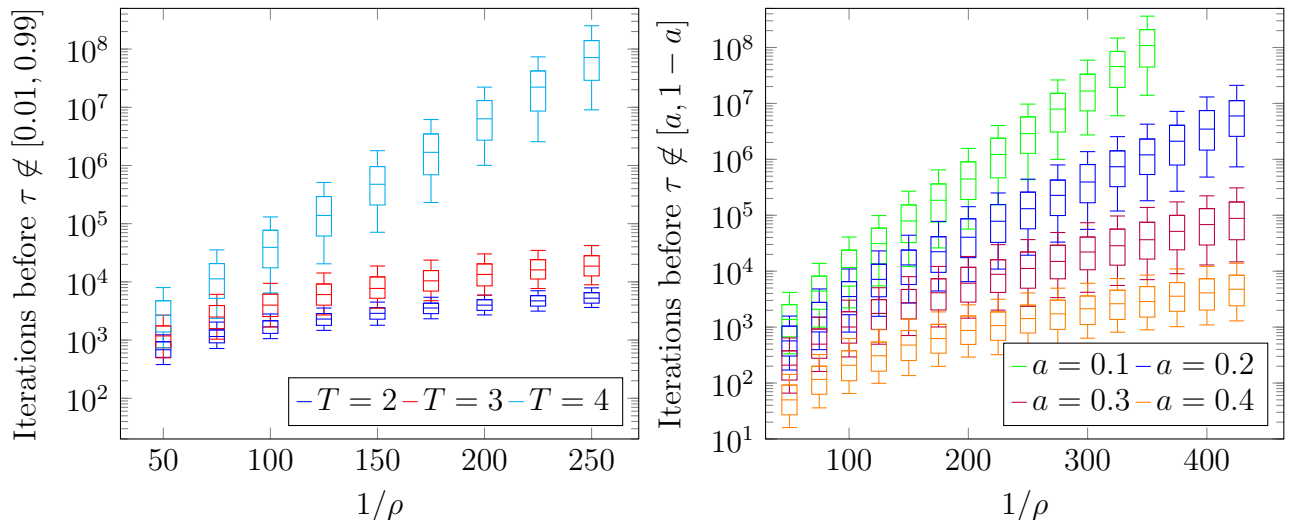 Iterations before τ ∉ [0.01, 0.99]
10^8
10^7
10^6
10^5
10^4
10^3
10^2
50
100
150
200
250
1/ρ
T = 2
T = 3
T = 4
Iterations before τ ∉ [a, 1 − a]
10^8
10^7
10^6
10^5
10^4
10^3
10^2
10^1
100
200
300
400
1/ρ
a = 0.1
a = 0.2
a = 0.3
a = 0.4